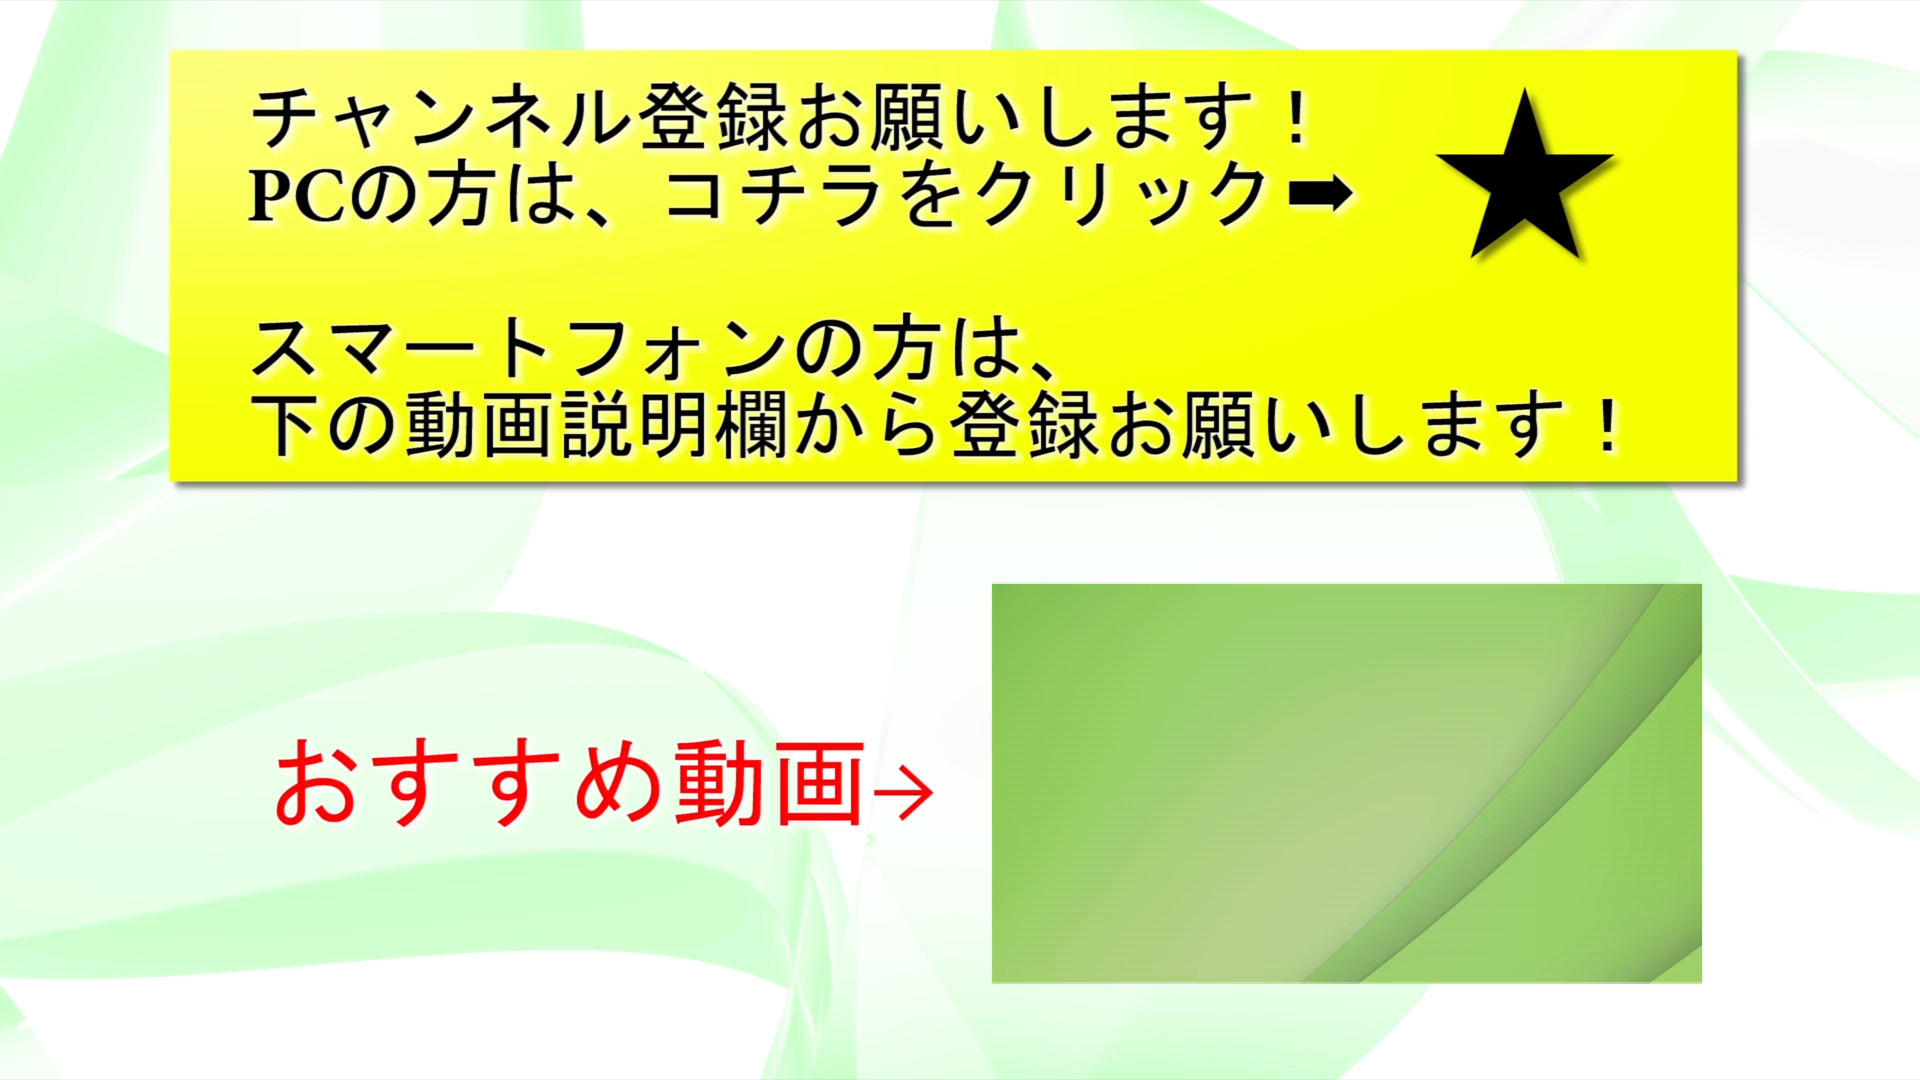 チャンネル登録お願いします！
PCの方は、コチラをクリック➡
スマートフォンの方は、
下の動画説明欄から登録お願いします！
おすすめ動画→